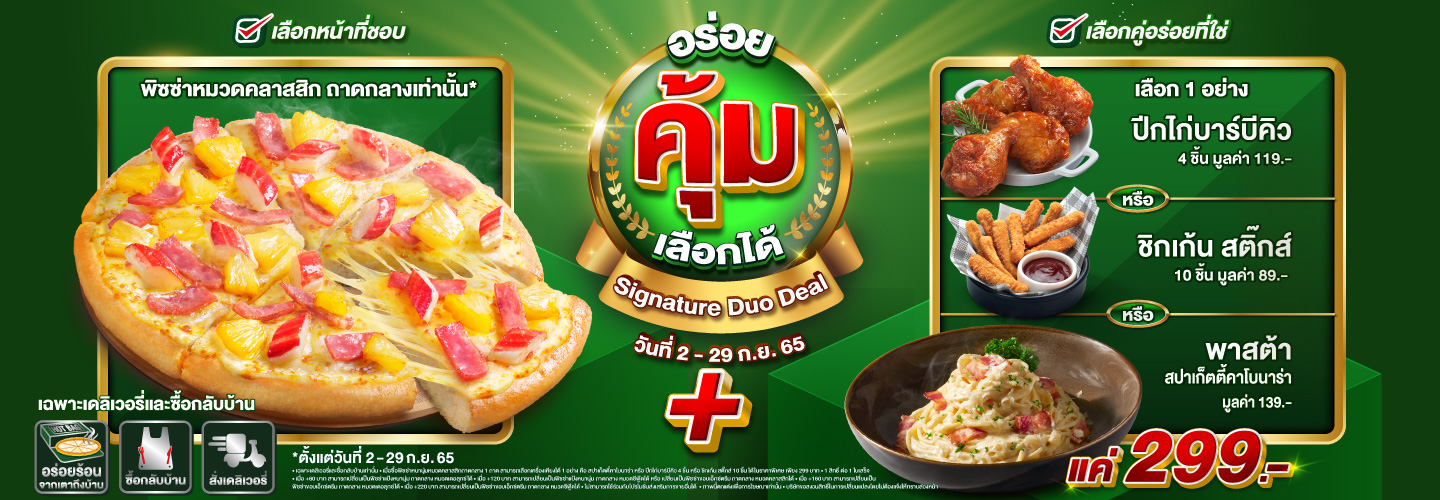 เลือกหน้าที่ชอบ
พิซซ่าหมวดคลาสสิก ถาดกลางเท่านั้น*
อร่อย
คุ้ม
เลือกได้
Signature Duo Deal
วันที่ 2 - 29 ก.ย. 65
+
เลือกคู่อร่อยที่ใช่
เลือก 1 อย่าง
ปีกไก่บาร์บีคิว
4 ชิ้น มูลค่า 119.-
หรือ
ชิกเก้น สติ๊กส์
10 ชิ้น มูลค่า 89.-
หรือ
พาสต้า
สปาเก็ตตี้คาโบนาร่า
มูลค่า 139.-
แค่ 299.-
เฉพาะเดลิเวอรี่และซื้อกลับบ้าน
HOT BAG
อร่อยร้อน
จากเตาถึงบ้าน
ซื้อกลับบ้าน
สั่งเดลิเวอรี่
*ตั้งแต่วันที่ 2 - 29 ก.ย. 65